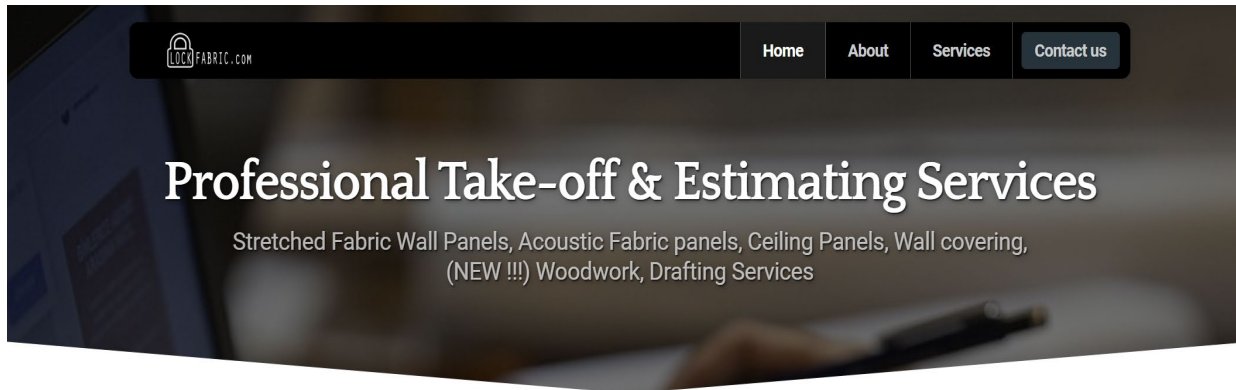 LOCKFABRIC.COM
Home About Services Contact us
Professional Take-off & Estimating Services
Stretched Fabric Wall Panels, Acoustic Fabric panels, Ceiling Panels, Wall covering,
(NEW !!!) Woodwork, Drafting Services